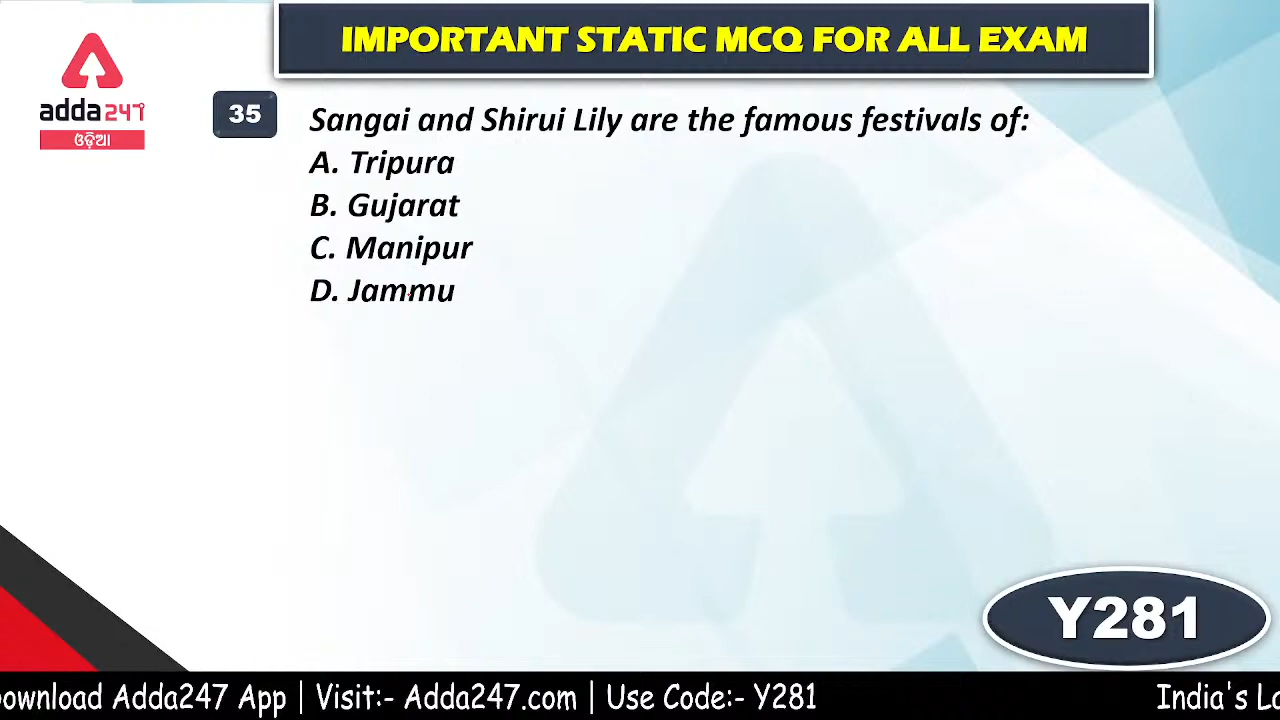 IMPORTANT STATIC MCQ FOR ALL EXAM
adda247
ଓଡ଼ିଆ
35
Sangai and Shirui Lily are the famous festivals of:
A. Tripura
B. Gujarat
C. Manipur
D. Jammu
Y281
ownload Adda247 App | Visit:- Adda247.com | Use Code:- Y281 India's Lo